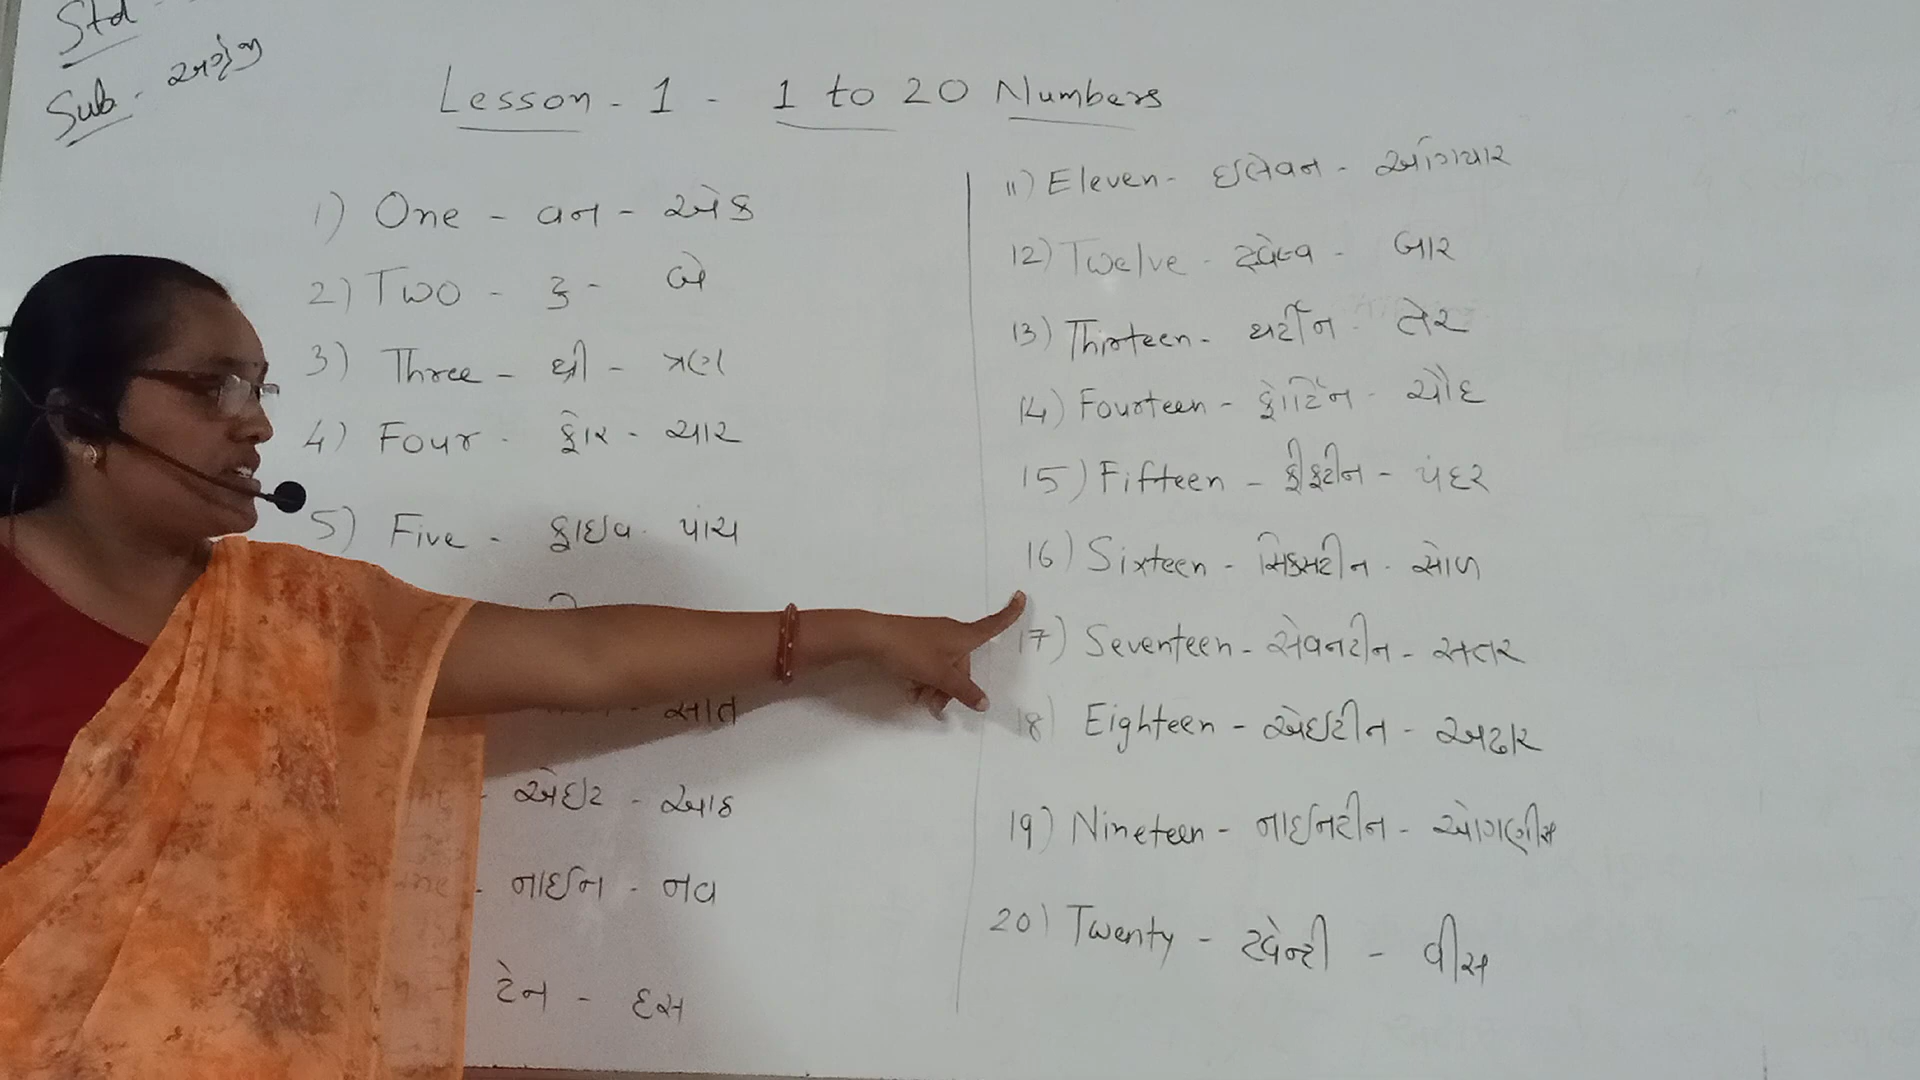 Std -
Sub - અંગ્રેજી
Lesson - 1 - 1 to 20 Numbers
1) One - વન - એક
2) Two - ટુ - બે
3) Three - થ્રી - ત્રણ
4) Four - ફોર - ચાર
5) Five - ફાઇવ - પાંચ
- સાત
- એઇટ - આઠ
- નાઈન - નવ
ટેન - દસ
11) Eleven - ઇલેવન - અગિયાર
12) Twelve - ટ્વેલ્વ - બાર
13) Thirteen - થર્ટીન - તેર
14) Fourteen - ફોર્ટિન - ચૌદ
15) Fifteen - ફીફ્ટીન - પંદર
16) Sixteen - સિક્સટીન - સોળ
17) Seventeen - સેવનટીન - સત્તર
18) Eighteen - એઇટીન - અઢાર
19) Nineteen - નાઈનટીન - ઓગણીસ
20) Twenty - ટ્વેન્ટી - વીસ